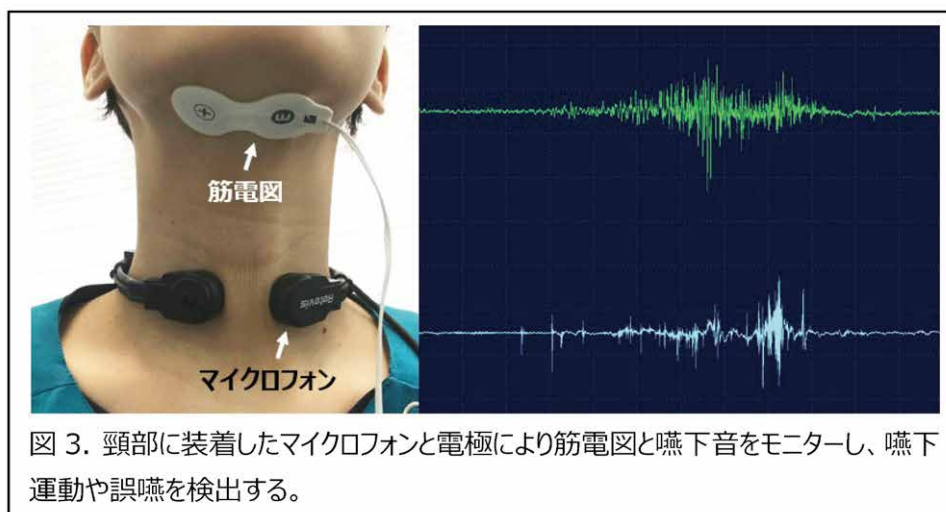 筋電図
Retevis
マイクロフォン
図 3. 頸部に装着したマイクロフォンと電極により筋電図と嚥下音をモニターし、嚥下
運動や誤嚥を検出する。